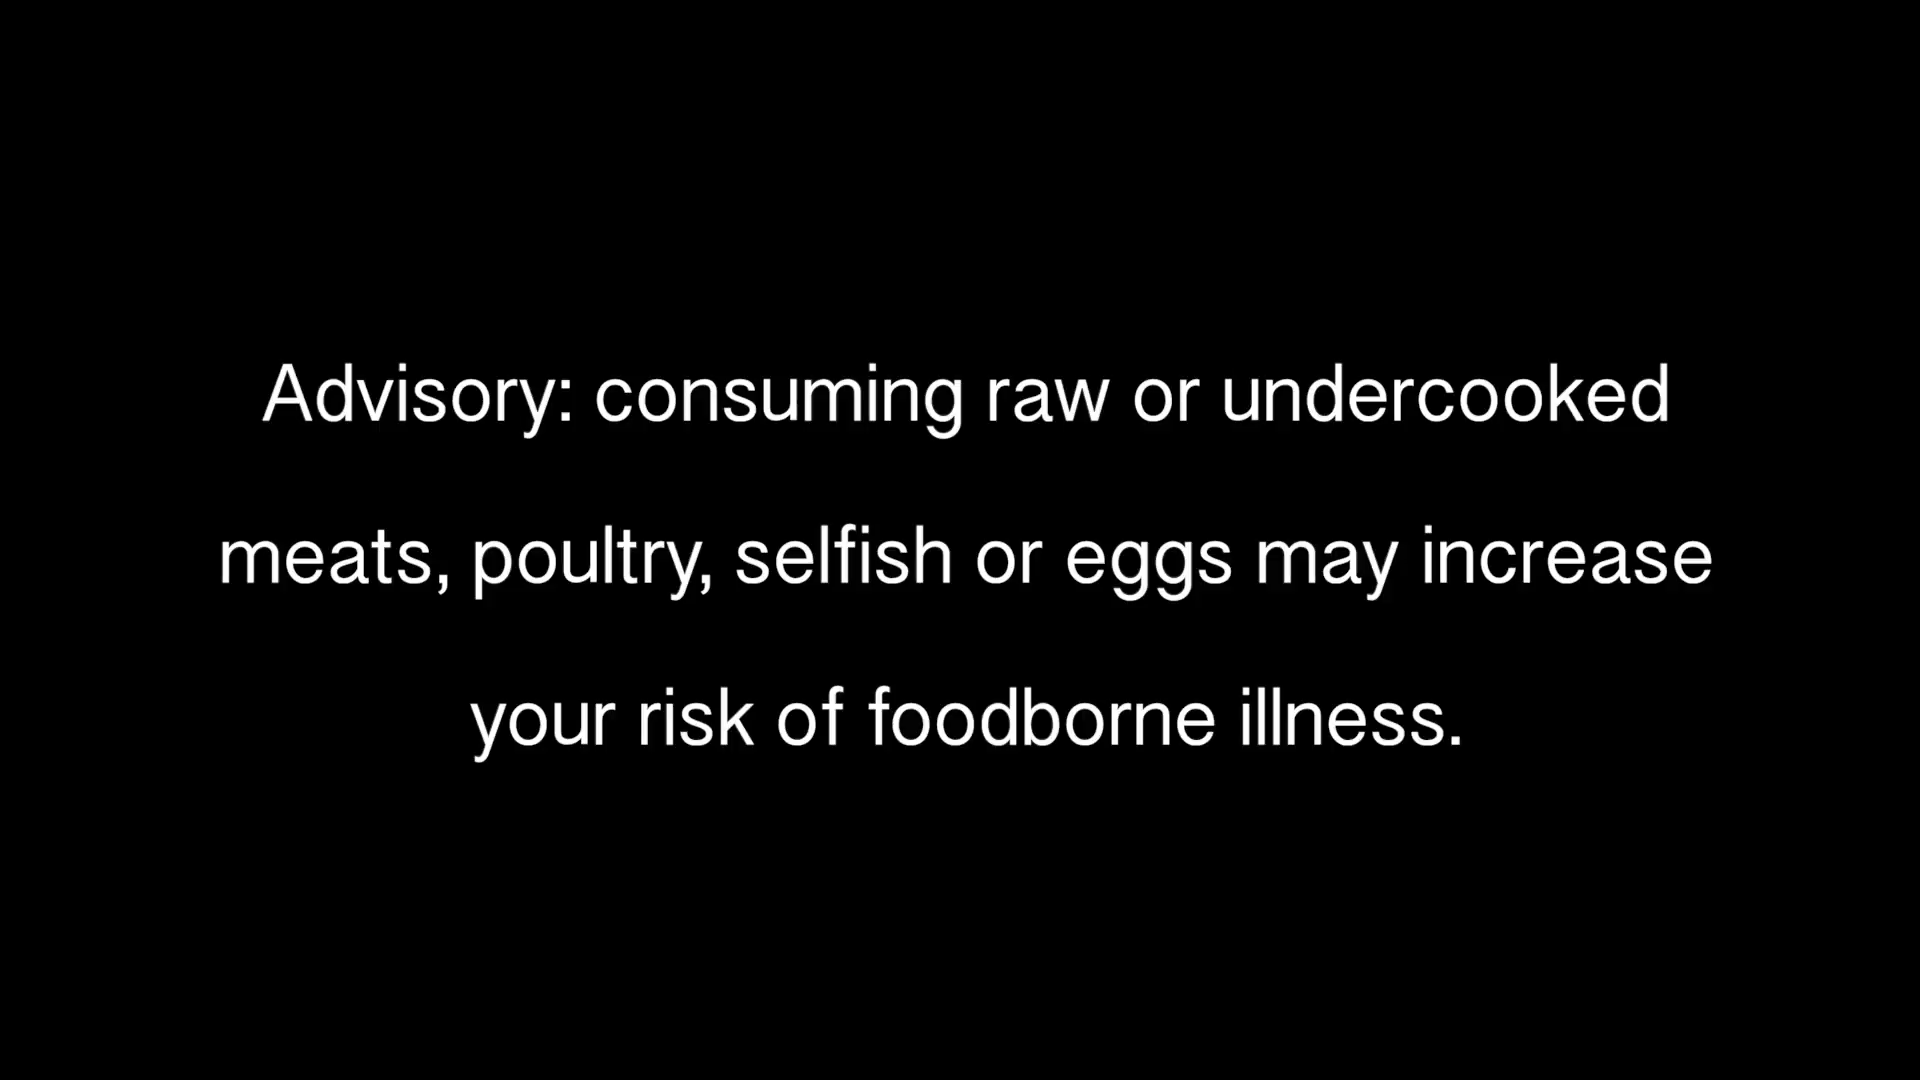 Advisory: consuming raw or undercooked
meats, poultry, selfish or eggs may increase
your risk of foodborne illness.